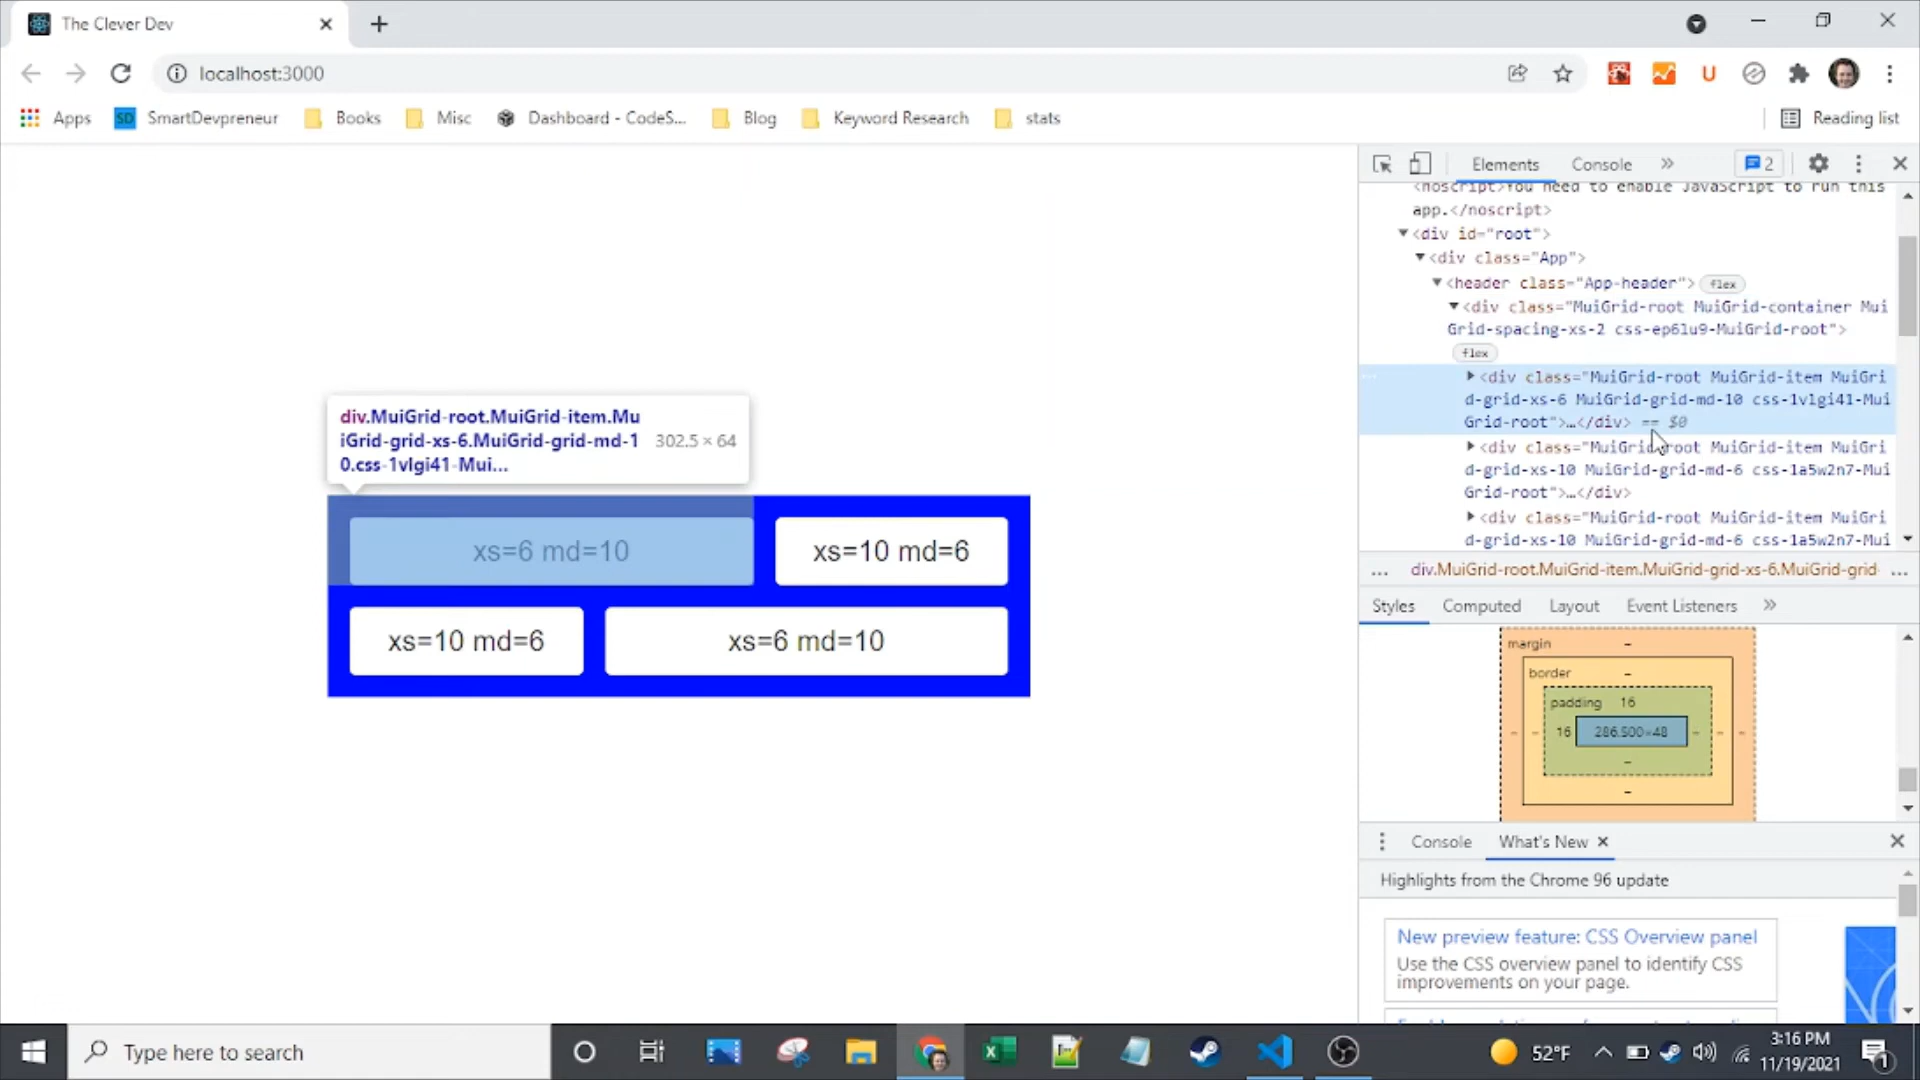 The Clever Dev
localhost:3000
Apps SmartDevpreneur Books Misc Dashboard - CodeS... Blog Keyword Research stats Reading list
Elements Console 2
<noscript>You need to enable JavaScript to run this
app.</noscript>
<div id="root">
<div class="App">
<header class="App-header"> flex
<div class="MuiGrid-root MuiGrid-container Mui
Grid-spacing-xs-2 css-ep6lu9-MuiGrid-root">
flex
<div class="MuiGrid-root MuiGrid-item MuiGri
d-grid-xs-6 MuiGrid-grid-md-10 css-1vlgi41-Mui
Grid-root">…</div> == $0
<div class="MuiGrid-root MuiGrid-item MuiGri
d-grid-xs-10 MuiGrid-grid-md-6 css-1a5w2n7-Mui
Grid-root">…</div>
<div class="MuiGrid-root MuiGrid-item MuiGri
d-grid-xs-10 MuiGrid-grid-md-6 css-1a5w2n7-Mui
... div.MuiGrid-root.MuiGrid-item.MuiGrid-grid-xs-6.MuiGrid-grid- ...
div.MuiGrid-root.MuiGrid-item.Mu
iGrid-grid-xs-6.MuiGrid-grid-md-1 302.5 × 64
0.css-1vlgi41-Mui...
xs=6 md=10 xs=10 md=6
xs=10 md=6 xs=6 md=10
Styles Computed Layout Event Listeners
margin -
border -
padding 16
- - 16 286.500×48 - - -
-
-
Console What's New
Highlights from the Chrome 96 update
New preview feature: CSS Overview panel
Use the CSS overview panel to identify CSS
improvements on your page.
Type here to search
52°F
3:16 PM
11/19/2021
1